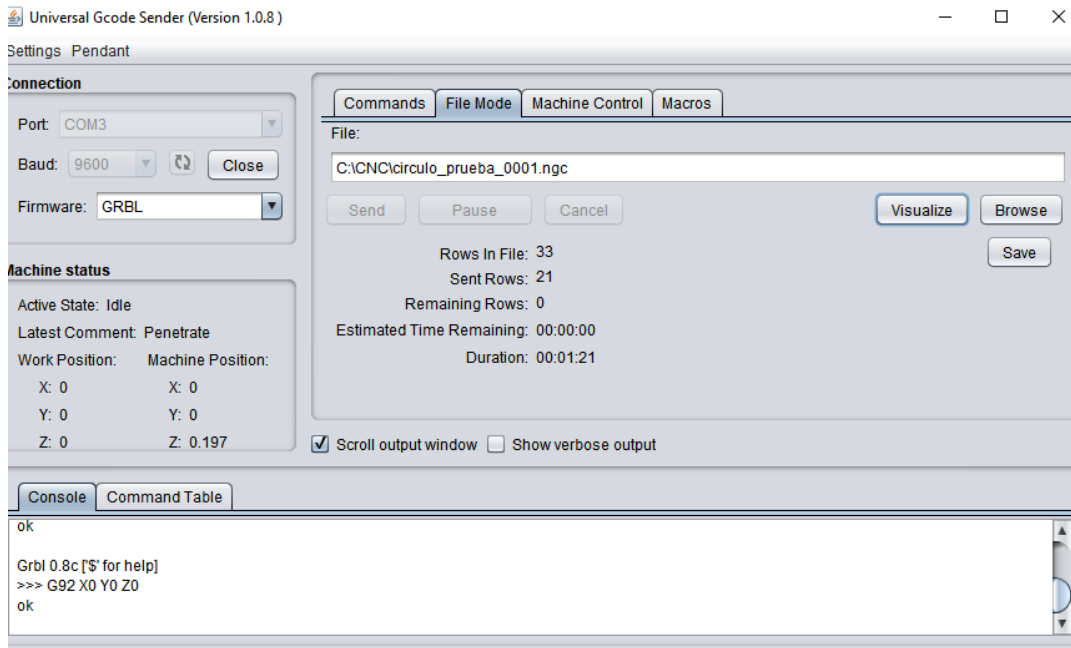 Universal Gcode Sender (Version 1.0.8 )
Settings Pendant
Connection
Port: COM3
Baud: 9600 Close
Firmware: GRBL
Machine status
Active State: Idle
Latest Comment: Penetrate
Work Position: Machine Position:
X: 0 X: 0
Y: 0 Y: 0
Z: 0 Z: 0.197
Commands File Mode Machine Control Macros
File:
C:\CNC\circulo_prueba_0001.ngc
Send Pause Cancel Visualize Browse
Save
Rows In File: 33
Sent Rows: 21
Remaining Rows: 0
Estimated Time Remaining: 00:00:00
Duration: 00:01:21
Scroll output window Show verbose output
Console Command Table
ok
Grbl 0.8c ['$' for help]
>>> G92 X0 Y0 Z0
ok